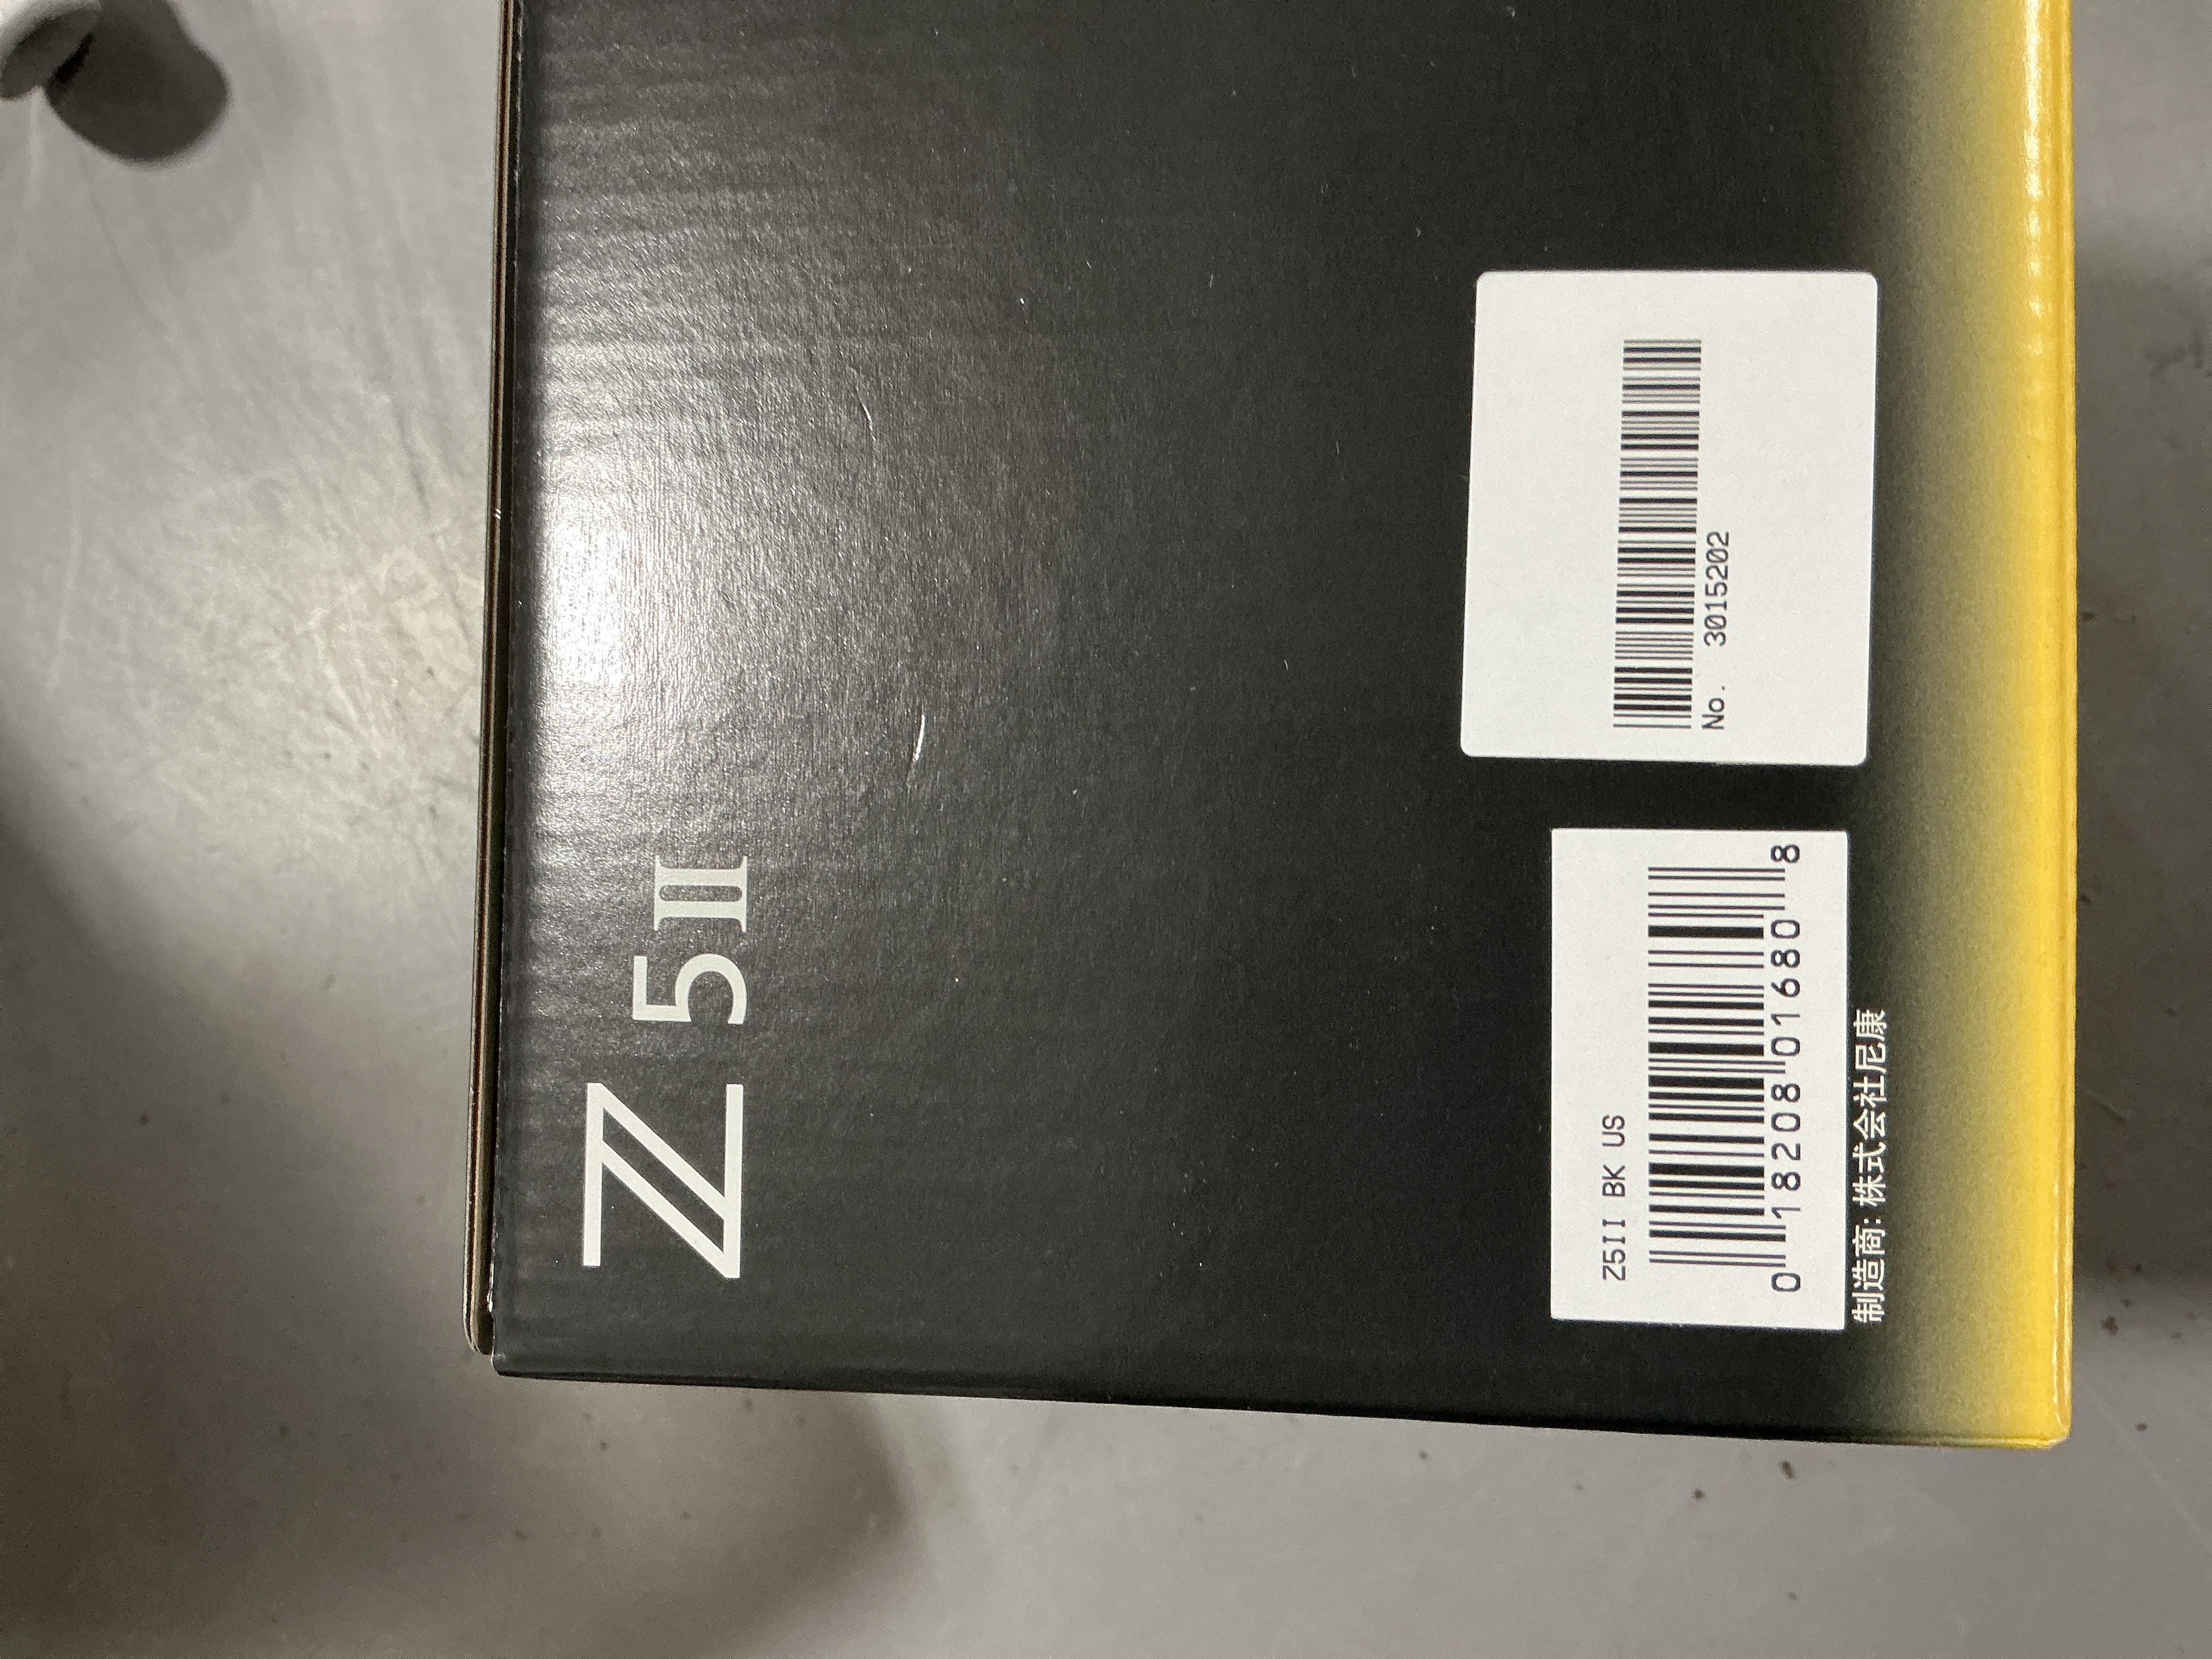 Z 5II
Z5II BK US
0 18208 01680 8
No. 3015202
制造商: 株式会社尼康